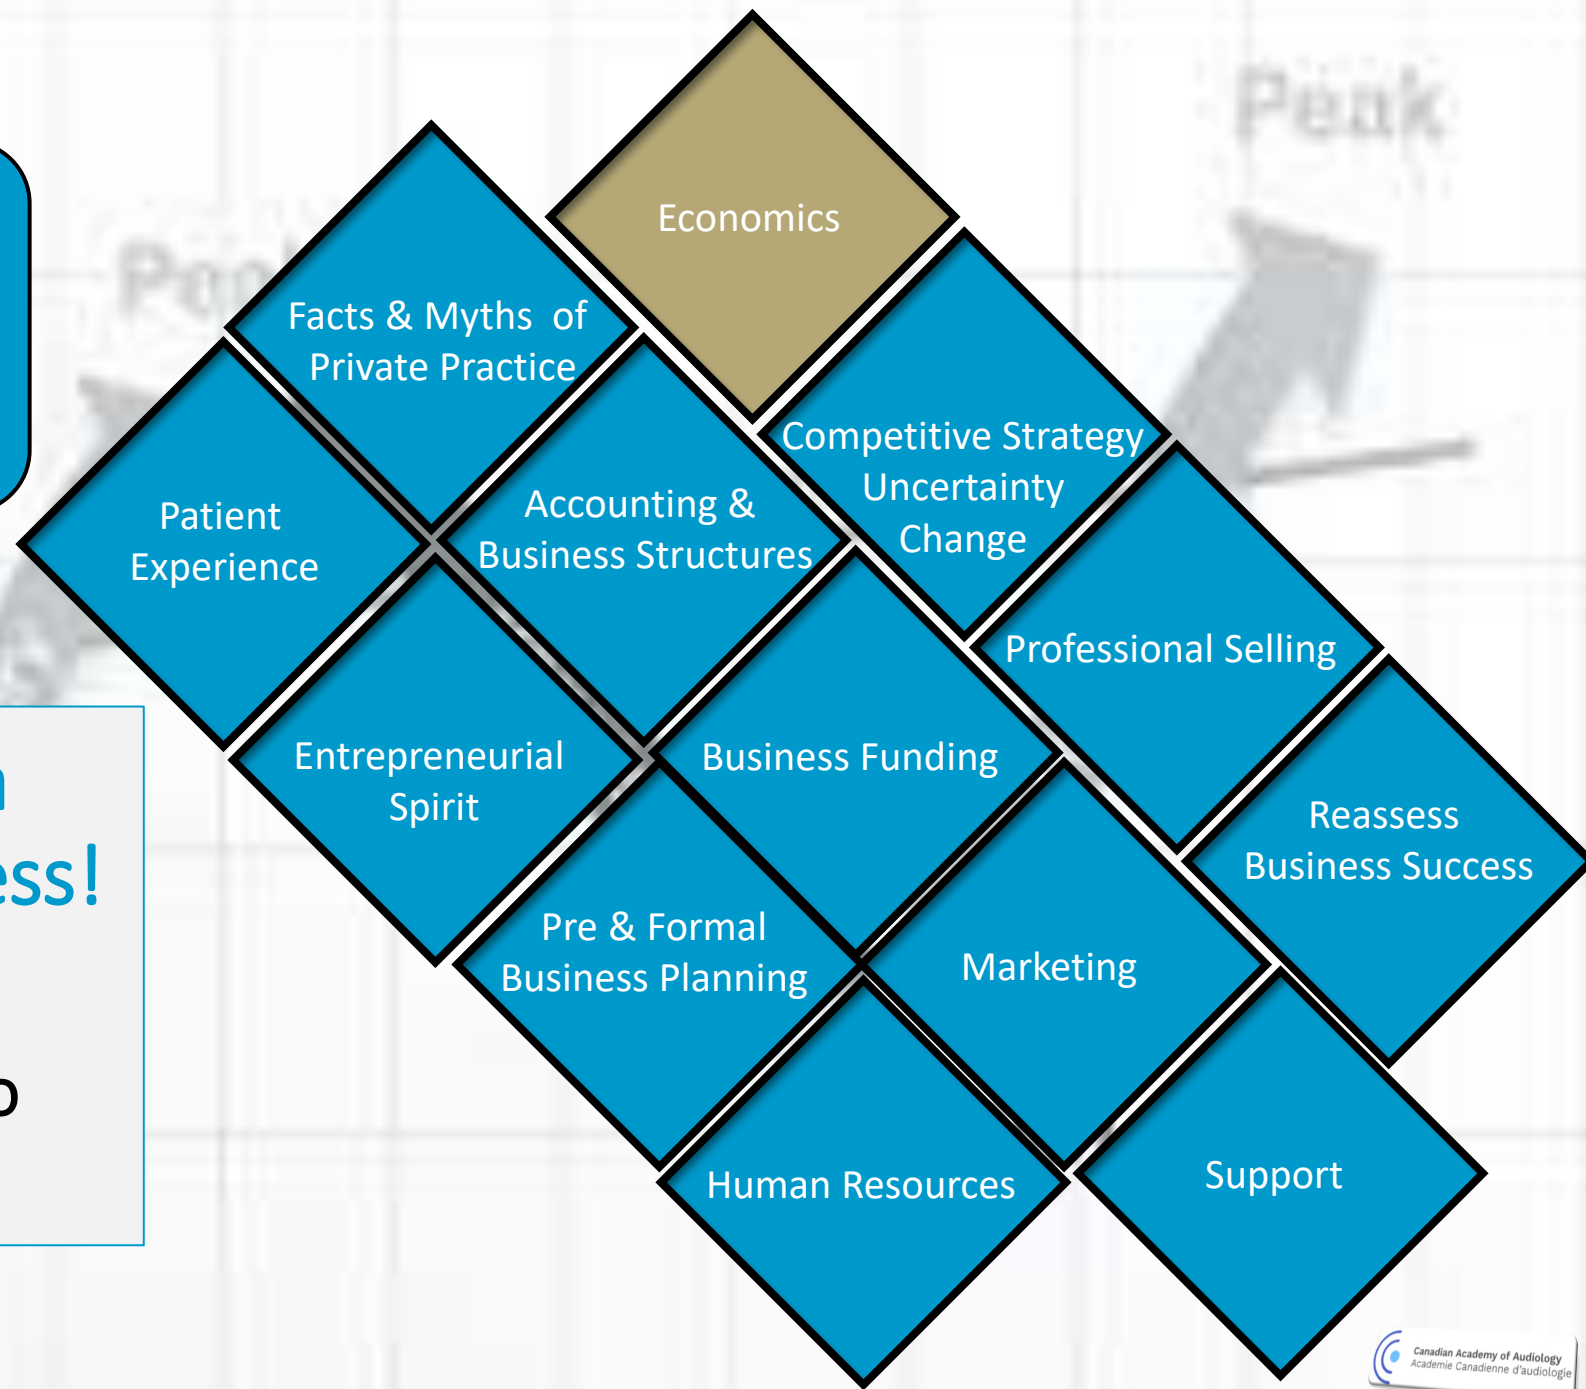 Peak
Economics
Facts & Myths of
Private Practice
Competitive Strategy
Uncertainty
Change
Patient
Experience
Accounting &
Business Structures
Professional Selling
Entrepreneurial
Spirit
Business Funding
Reassess
Business Success
ess!
Pre & Formal
Business Planning
Marketing
Human Resources
Support
Canadian Academy of Audiology
Academie Canadienne d'audiologie